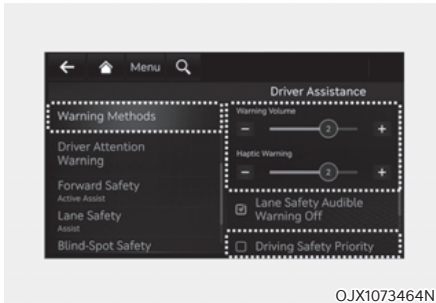 Menu
Driver Assistance
Warning Methods
Driver Attention
Warning
Forward Safety
Active Assist
Lane Safety
Assist
Blind-Spot Safety
Warning Volume
− 2 +
Haptic Warning
− 2 +
Lane Safety Audible
Warning Off
Driving Safety Priority
OJX1073464N